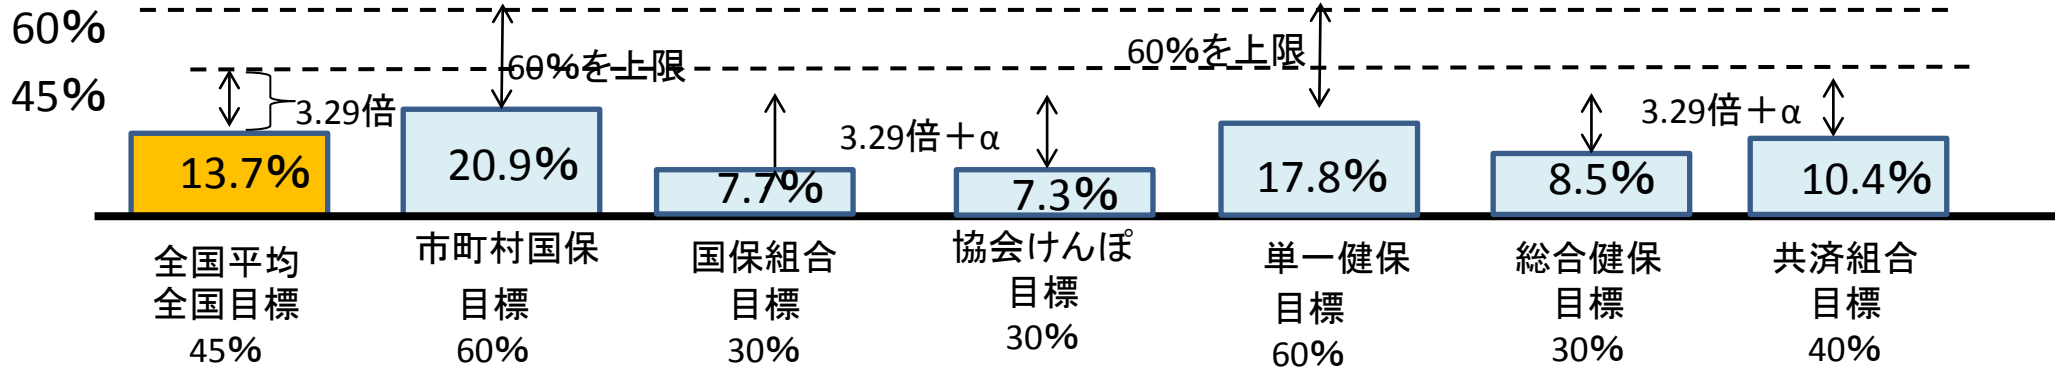 60%
45%
60%を上限
60%を上限
3.29倍
3.29倍＋α
3.29倍＋α
13.7%
20.9%
7.7%
7.3%
17.8%
8.5%
10.4%
全国平均
全国目標
45%
市町村国保
目標
60%
国保組合
目標
30%
協会けんぽ
目標
30%
単一健保
目標
60%
総合健保
目標
30%
共済組合
目標
40%